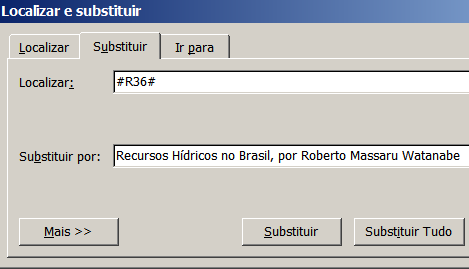 Localizar e substituir
Localizar Substituir Ir para
Localizar: #R36#
Substituir por: Recursos Hídricos no Brasil, por Roberto Massaru Watanabe
Mais >> Substituir Substituir Tudo